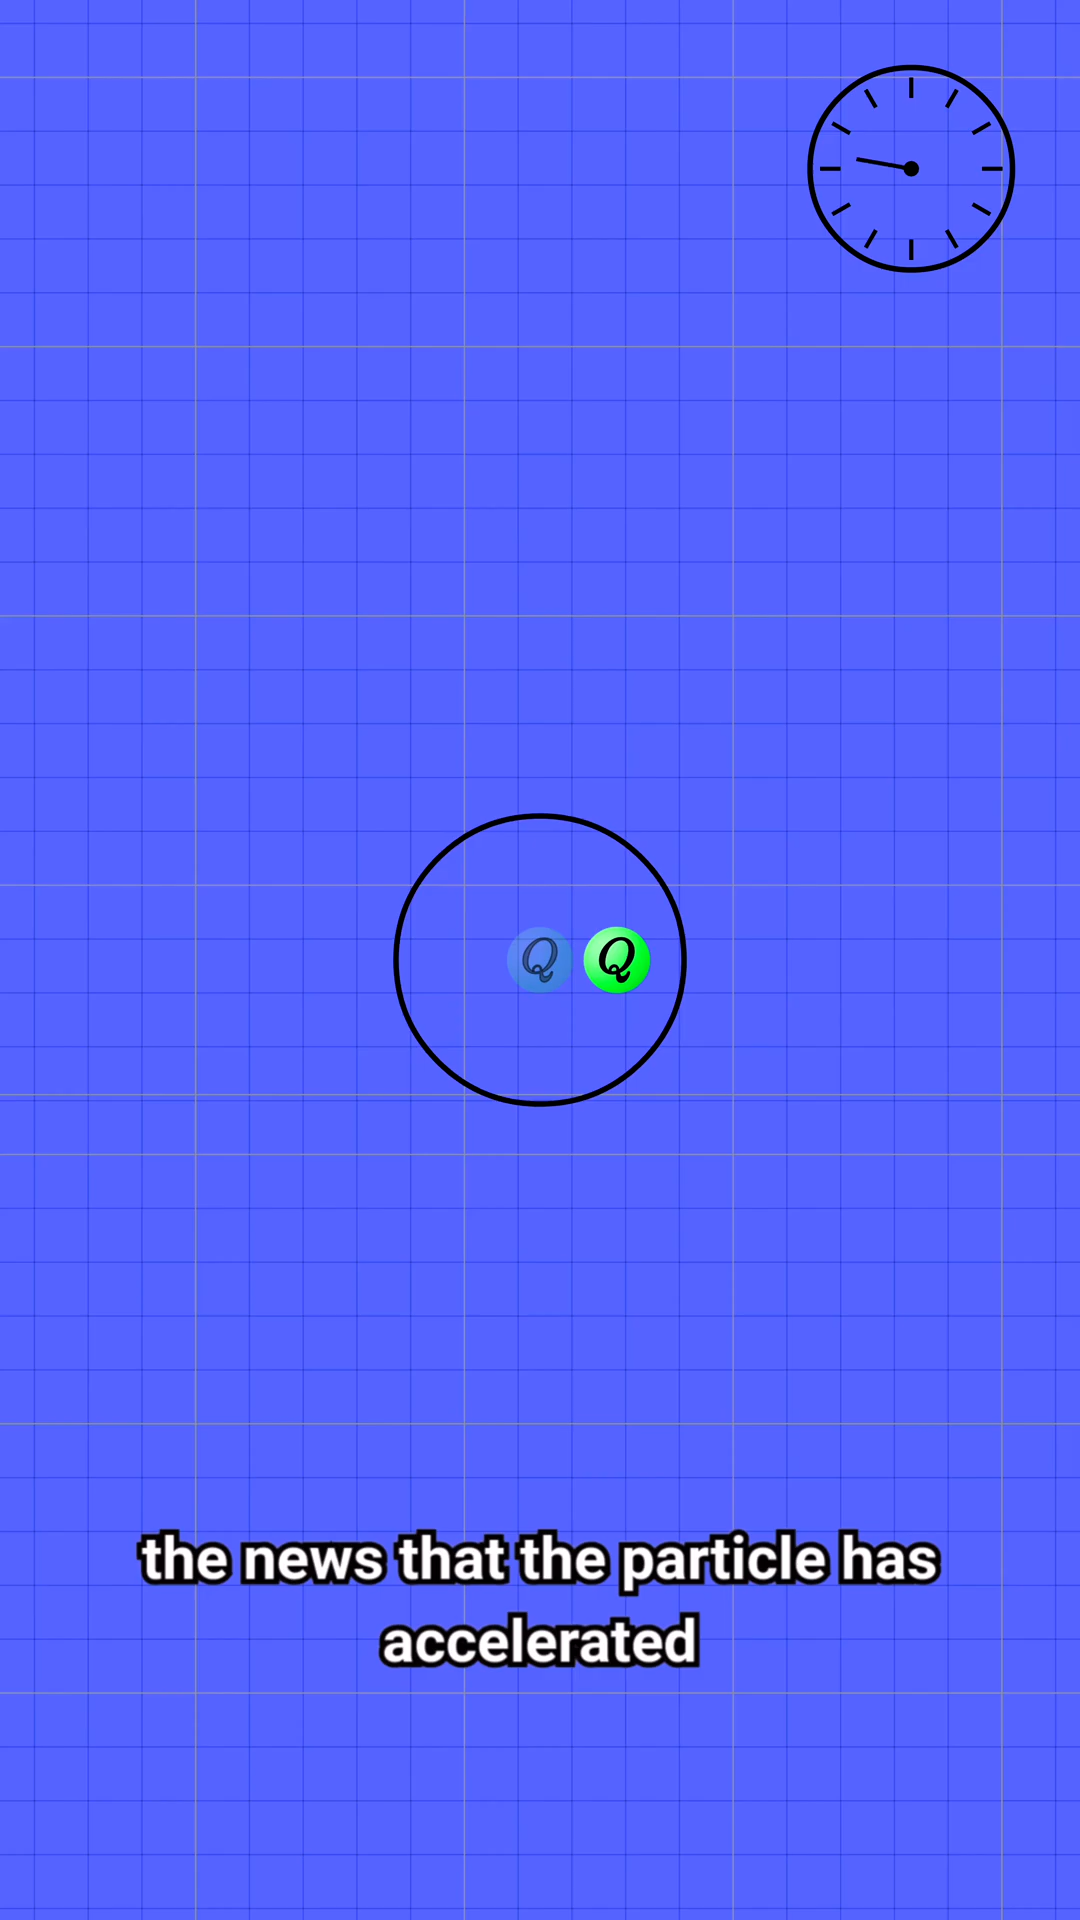 Q Q
the news that the particle has
accelerated